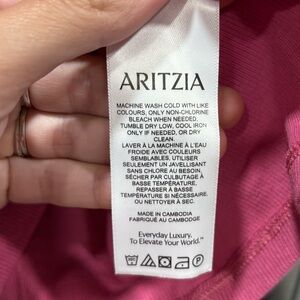 ARITZIA
MACHINE WASH COLD WITH LIKE
COLOURS, ONLY NON-CHLORINE
BLEACH WHEN NEEDED,
TUMBLE DRY LOW, COOL IRON
ONLY IF NEEDED, OR DRY
CLEAN.
LAVER À LA MACHINE À L'EAU
FROIDE AVEC COULEURS
SEMBLABLES, UTILISER
SEULEMENT UN JAVELLISANT
SANS CHLORE AU BESOIN,
SÉCHER PAR CULBUTAGE À
BASSE TEMPÉRATURE,
REPASSER À BASSE
TEMPÉRATURE SI NÉCESSAIRE,
OU NETTOYER À SEC.
MADE IN CAMBODIA
FABRIQUÉ AU CAMBODGE
Everyday Luxury.
To Elevate Your World.™
P